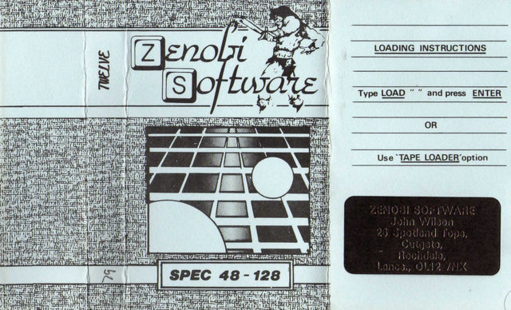 TWELVE
79
Zenobi
Software
SPEC 48 - 128
LOADING INSTRUCTIONS
Type LOAD " " and press ENTER
OR
Use `TAPE LOADER´ option
ZENOBI SOFTWARE
John Wilson
26 Spotland Tops,
Cutgate,
Rochdale,
Lancs, OL12 7NX